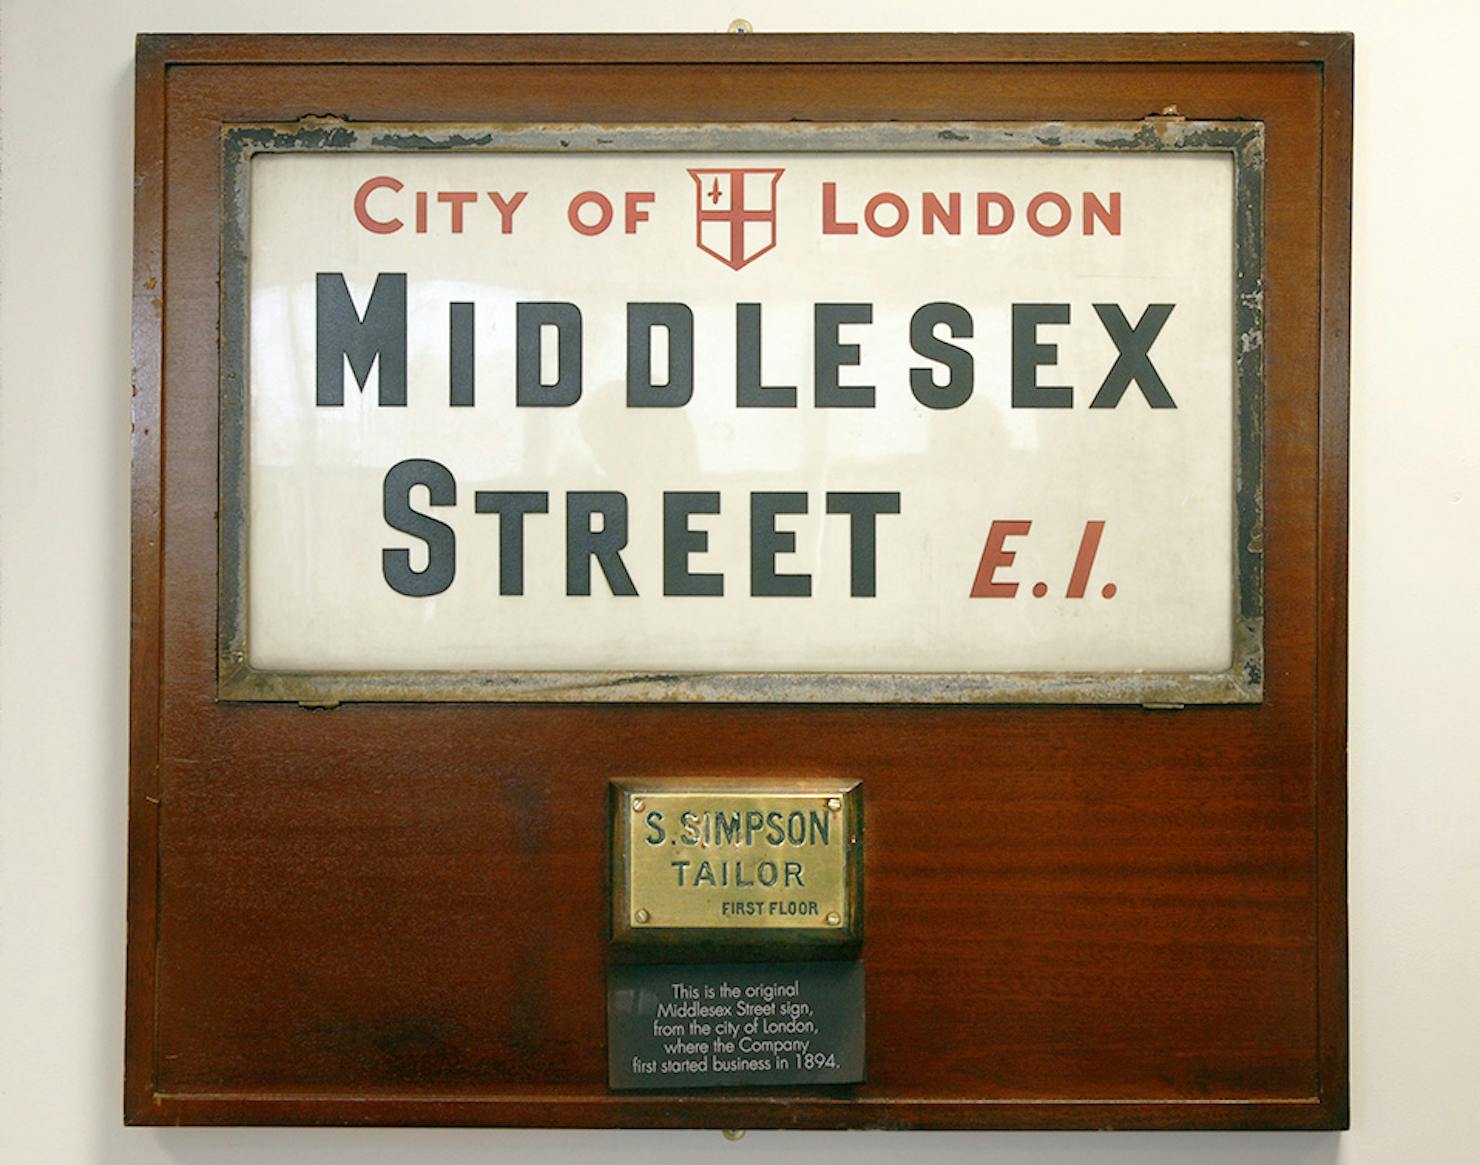 CITY OF LONDON
MIDDLESEX
STREET E.1.
S. SIMPSON
TAILOR
FIRST FLOOR
This is the original
Middlesex Street sign,
from the city of London,
where the Company
first started business in 1894.